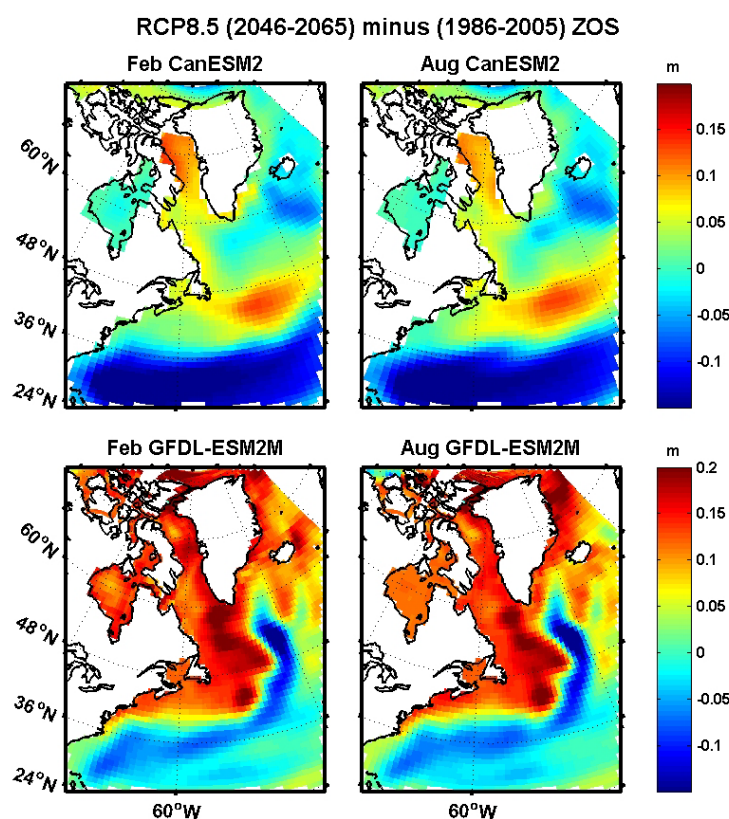 RCP8.5 (2046-2065) minus (1986-2005) ZOS
Feb CanESM2
Aug CanESM2
m
60°N
48°N
36°N
24°N
0.15
0.1
0.05
0
-0.05
-0.1
Feb GFDL-ESM2M
Aug GFDL-ESM2M
m
60°N
48°N
36°N
24°N
0.2
0.15
0.1
0.05
0
-0.05
-0.1
60°W
60°W